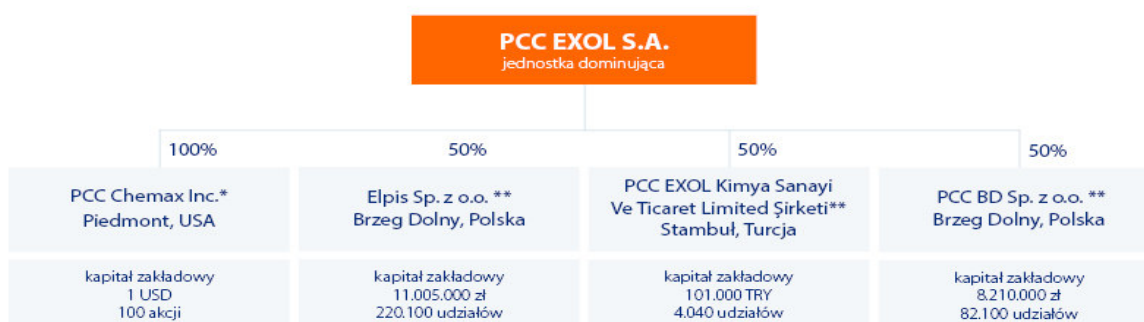 PCC EXOL S.A.
jednostka dominująca
100%
50%
50%
50%
PCC Chemax Inc.*
Piedmont, USA
Elpis Sp. z o.o. **
Brzeg Dolny, Polska
PCC EXOL Kimya Sanayi
Ve Ticaret Limited Şirketi**
Stambuł, Turcja
PCC BD Sp. z o.o. **
Brzeg Dolny, Polska
kapitał zakładowy
1 USD
100 akcji
kapitał zakładowy
11.005.000 zł
220.100 udziałów
kapitał zakładowy
101.000 TRY
4.040 udziałów
kapitał zakładowy
8.210.000 zł
82.100 udziałów